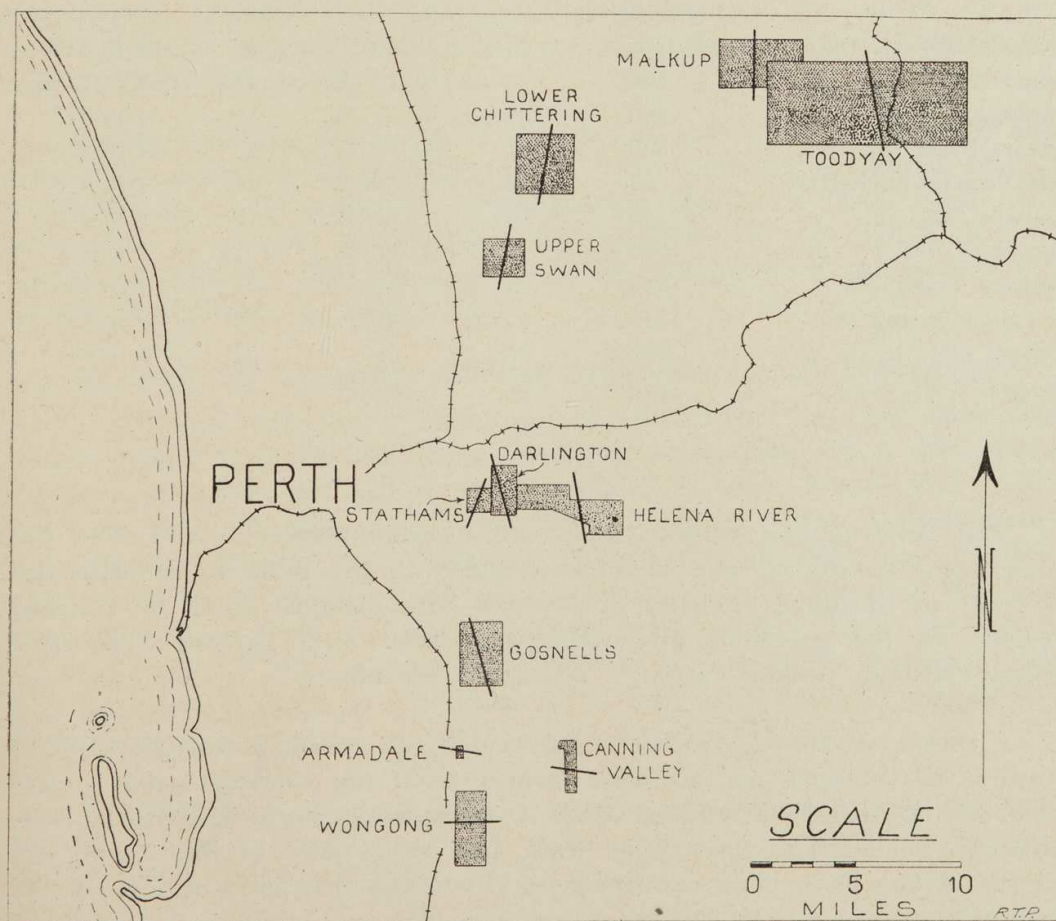 MALKUP
LOWER
CHITTERING
TOODYAY
UPPER
SWAN
DARLINGTON
PERTH
STATHAMS
HELENA RIVER
GOSNELLS
ARMADALE
CANNING
VALLEY
WONGONG
N
SCALE
0 5 10
MILES
R.T.P.